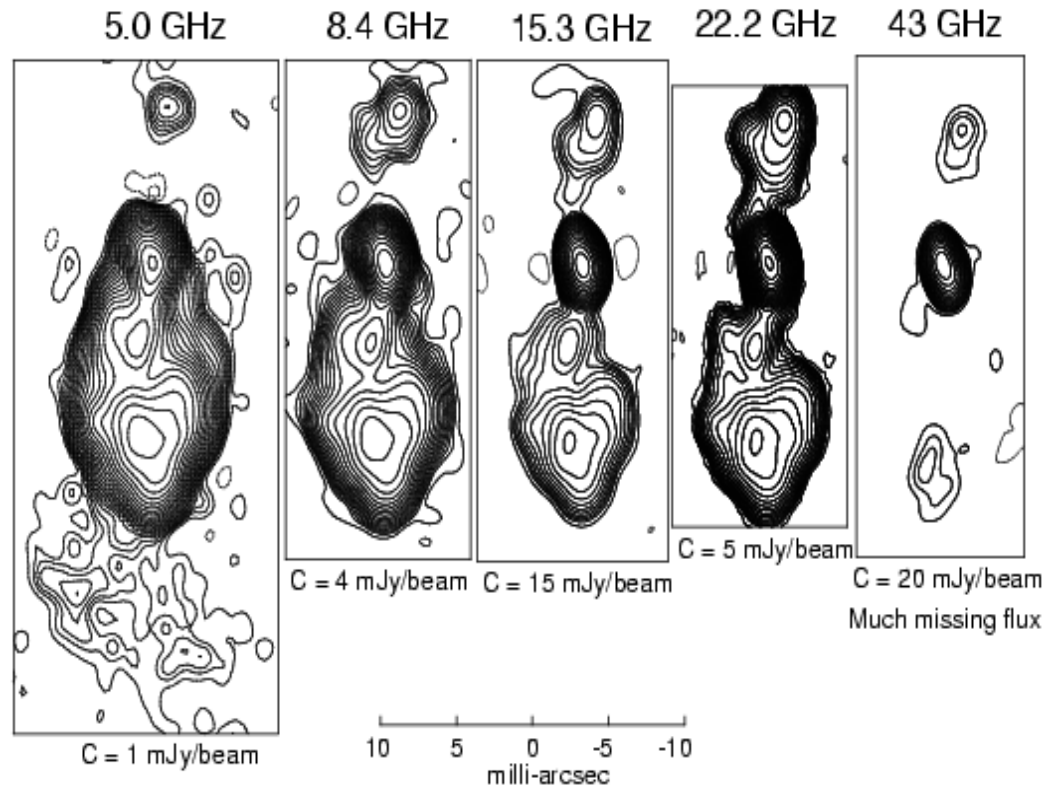 5.0 GHz 8.4 GHz 15.3 GHz 22.2 GHz 43 GHz
C = 5 mJy/beam
C = 4 mJy/beam C = 15 mJy/beam C = 20 mJy/beam
Much missing flux
10 5 0 -5 -10
milli-arcsec
C = 1 mJy/beam